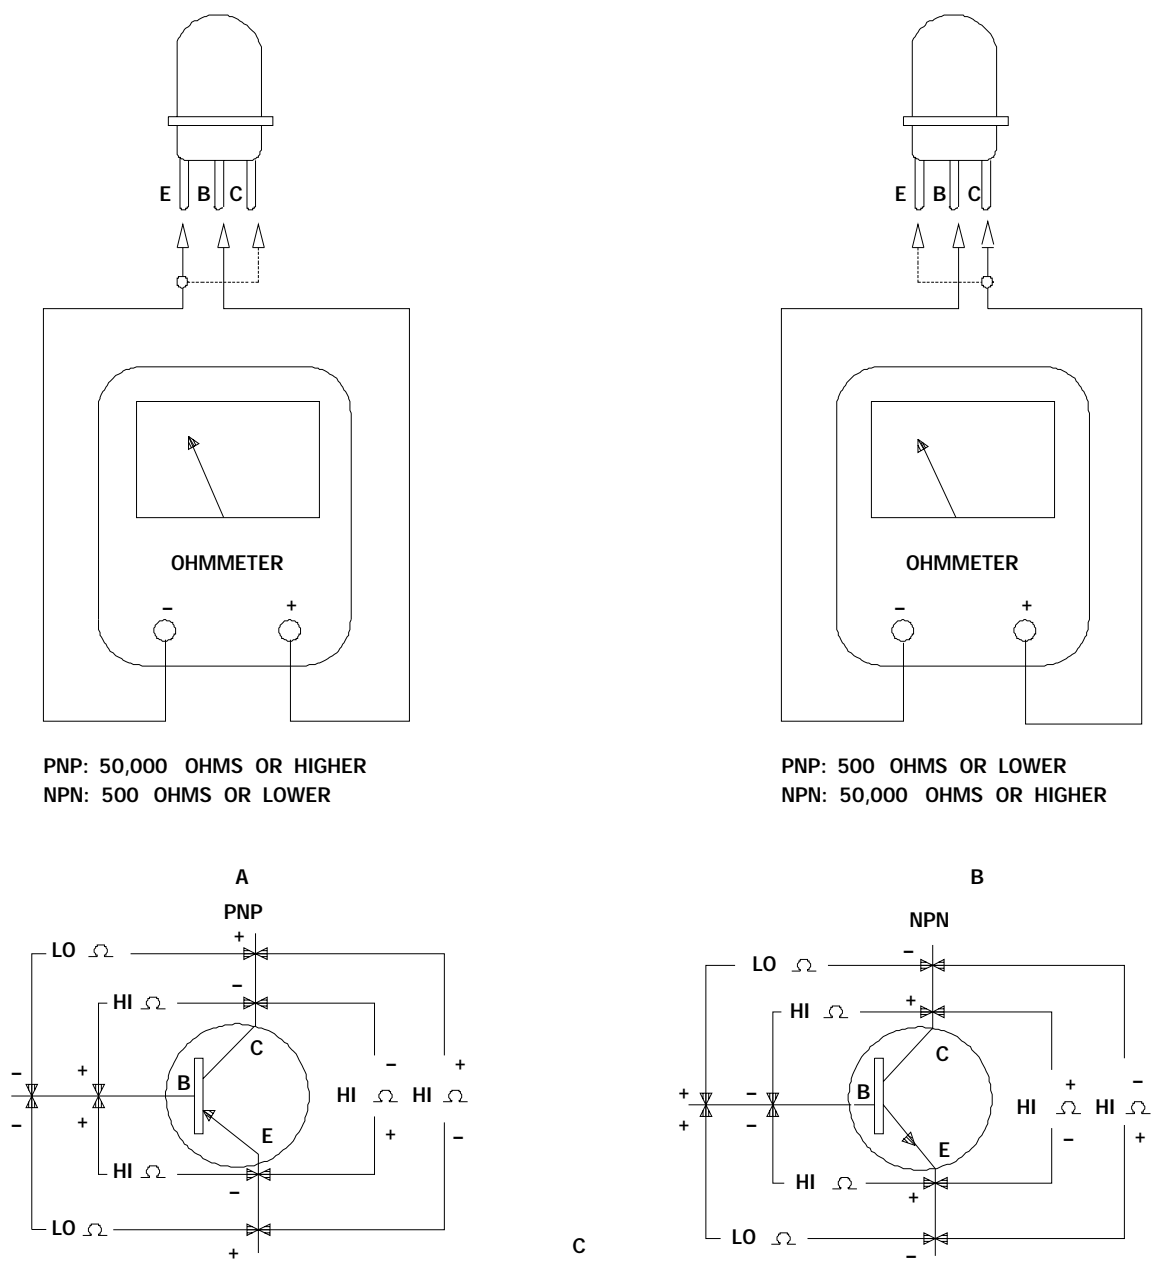 E B C
E B C
OHMMETER
OHMMETER
– +
– +
PNP: 50,000 OHMS OR HIGHER
NPN: 500 OHMS OR LOWER
PNP: 500 OHMS OR LOWER
NPN: 50,000 OHMS OR HIGHER
A
B
PNP
+
LO Ω
–
HI Ω
C
– +
B
– +
– +
HI Ω HI Ω
+ –
E
HI Ω
–
LO Ω
+
NPN
–
LO Ω
+
HI Ω
C
+ –
B
+ –
+ –
HI Ω HI Ω
– +
E
HI Ω
+
LO Ω
–
C